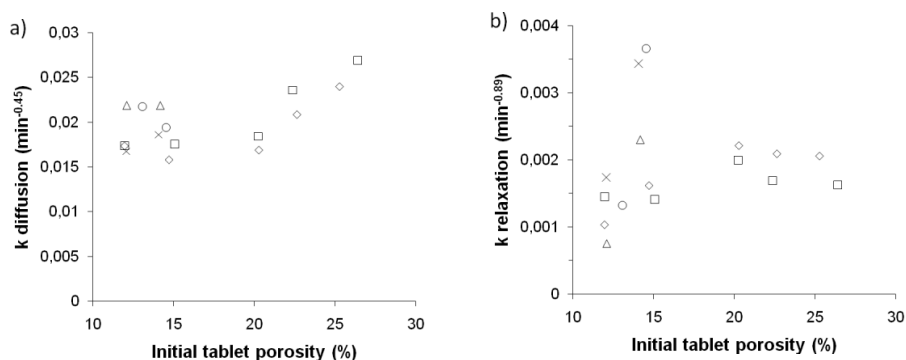 a)
k diffusion (min-0.45)
0,03
0,025
0,02
0,015
0,01
0,005
0
10 15 20 25 30
Initial tablet porosity (%)
b)
k relaxation (min-0.89)
0,004
0,003
0,002
0,001
0
10 15 20 25 30
Initial tablet porosity (%)